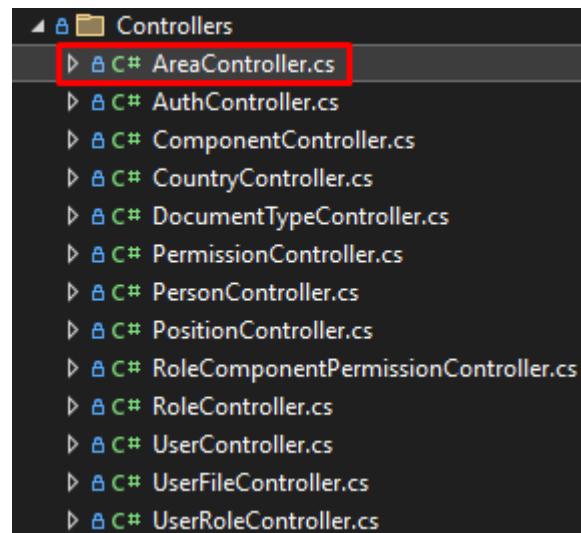 Controllers
C# AreaController.cs
C# AuthController.cs
C# ComponentController.cs
C# CountryController.cs
C# DocumentTypeController.cs
C# PermissionController.cs
C# PersonController.cs
C# PositionController.cs
C# RoleComponentPermissionController.cs
C# RoleController.cs
C# UserController.cs
C# UserFileController.cs
C# UserRoleController.cs